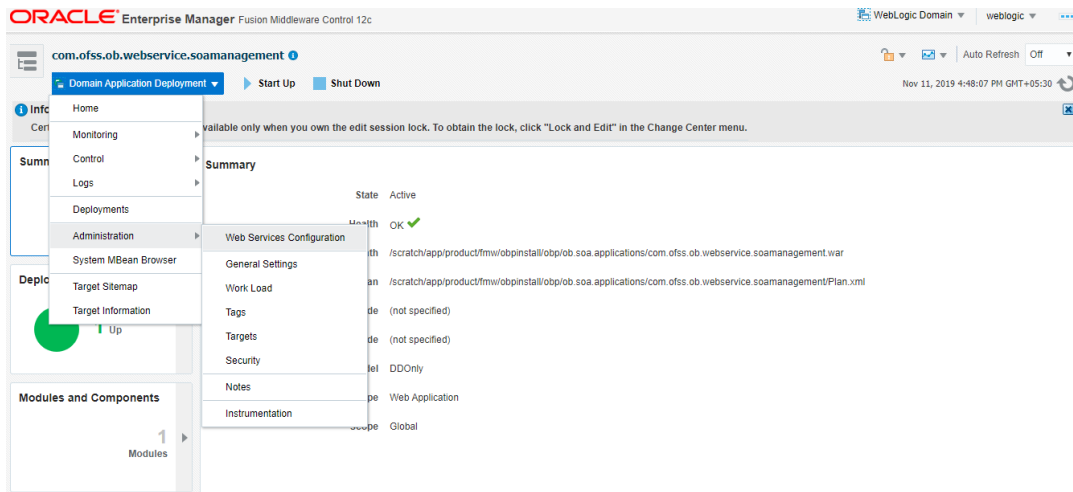 ORACLE Enterprise Manager Fusion Middleware Control 12c
WebLogic Domain weblogic
com.ofss.ob.webservice.soamanagement
Auto Refresh Off
Domain Application Deployment Start Up Shut Down
Nov 11, 2019 4:48:07 PM GMT+05:30
Home
vailable only when you own the edit session lock. To obtain the lock, click "Lock and Edit" in the Change Center menu.
Monitoring
Control
Logs
Deployments
Administration
System MBean Browser
Target Sitemap
Target Information
Web Services Configuration
General Settings
Work Load
Tags
Targets
Security
Notes
Instrumentation
Summary
State Active
OK
/scratch/app/product/fmw/obpinstall/obp/ob.soa.applications/com.ofss.ob.webservice.soamanagement.war
/scratch/app/product/fmw/obpinstall/obp/ob.soa.applications/com.ofss.ob.webservice.soamanagement/Plan.xml
(not specified)
(not specified)
DDOnly
Web Application
Scope Global
Up
Modules and Components
1
Modules